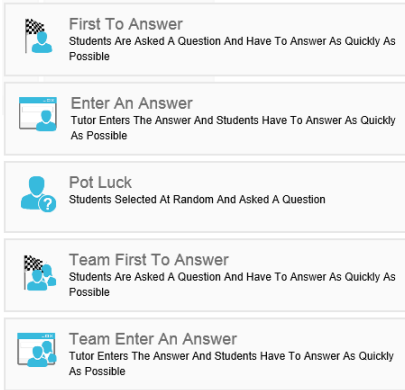 First To Answer
Students Are Asked A Question And Have To Answer As Quickly As
Possible
Enter An Answer
Tutor Enters The Answer And Students Have To Answer As Quickly
As Possible
Pot Luck
Students Selected At Random And Asked A Question
Team First To Answer
Students Are Asked A Question And Have To Answer As Quickly As
Possible
Team Enter An Answer
Tutor Enters The Answer And Students Have To Answer As Quickly
As Possible